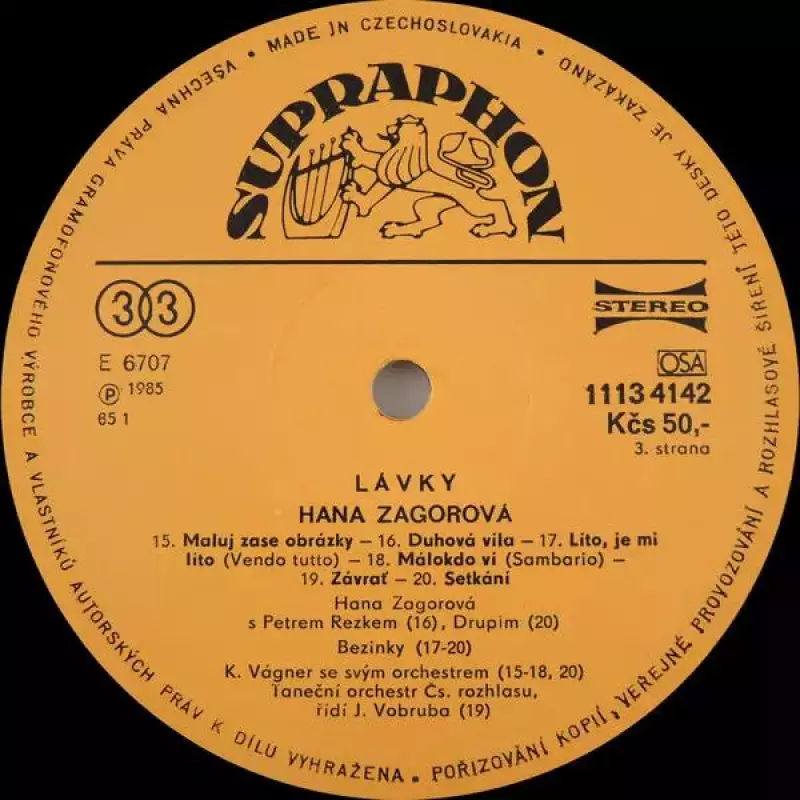 • MADE IN CZECHOSLOVAKIA •
VŠECHNA PRÁVA GRAMOFONOVÉHO VÝROBCE A VLASTNÍKŮ AUTORSKÝCH PRÁV K DÍLU VYHRAŽENA. POŘIZOVÁNÍ KOPIÍ, VEŘEJNÉ PROVOZOVÁNÍ A ROZHLASOVÉ ŠÍŘENÍ TÉTO DESKY JE ZAKÁZÁNO
SUPRAPHON
33
STEREO
E 6707
OSA
℗ 1985
1113 4142
65 1
Kčs 50,-
3. strana
LÁVKY
HANA ZAGOROVÁ
15. Maluj zase obrázky – 16. Duhová víla – 17. Líto, je mi
líto (Vendo tutto) – 18. Málokdo ví (Sambario) –
19. Závrať – 20. Setkání
Hana Zagorová
s Petrem Rezkem (16), Drupim (20)
Bezinky (17-20)
K. Vágner se svým orchestrem (15-18, 20)
Taneční orchestr Čs. rozhlasu,
řídí J. Vobruba (19)